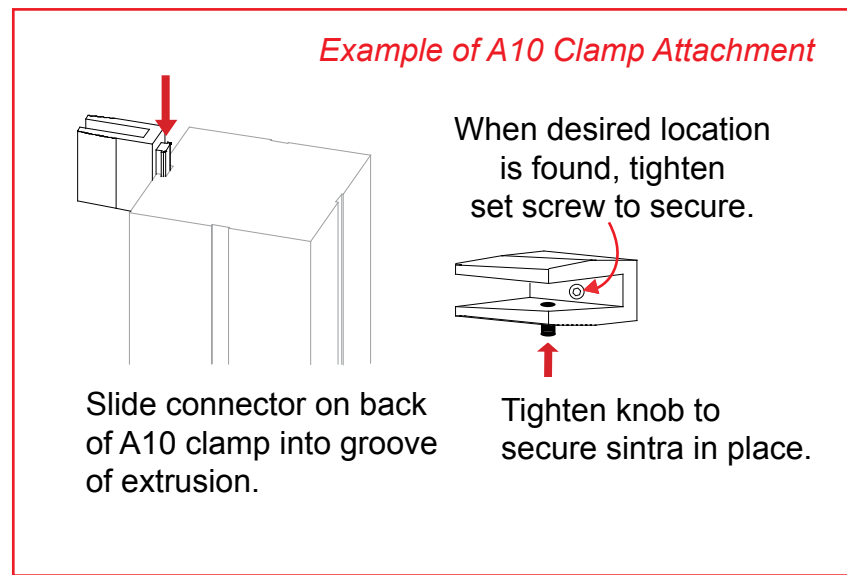 Example of A10 Clamp Attachment
When desired location
is found, tighten
set screw to secure.
Slide connector on back
of A10 clamp into groove
of extrusion.
Tighten knob to
secure sintra in place.